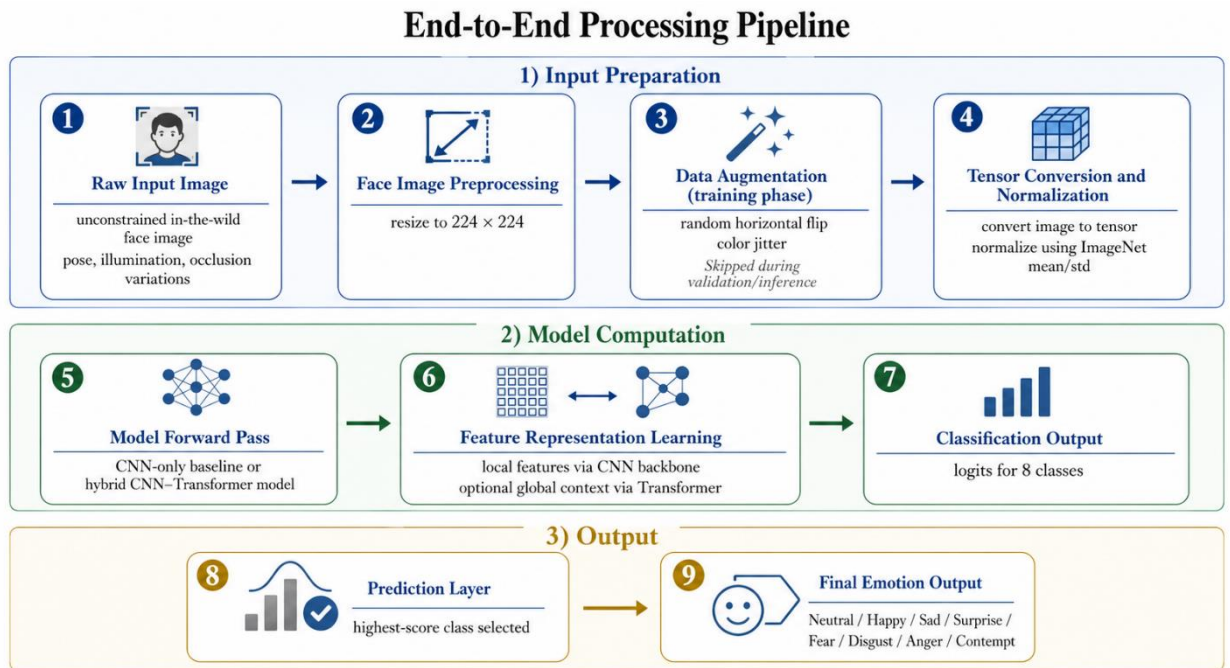 End-to-End Processing Pipeline
1) Input Preparation
1
Raw Input Image
unconstrained in-the-wild
face image
pose, illumination, occlusion
variations
2
Face Image Preprocessing
resize to 224 × 224
3
Data Augmentation
(training phase)
random horizontal flip
color jitter
Skipped during
validation/inference
4
Tensor Conversion and
Normalization
convert image to tensor
normalize using ImageNet
mean/std
2) Model Computation
5
Model Forward Pass
CNN-only baseline or
hybrid CNN–Transformer model
6
Feature Representation Learning
local features via CNN backbone
optional global context via Transformer
7
Classification Output
logits for 8 classes
3) Output
8
Prediction Layer
highest-score class selected
9
Final Emotion Output
Neutral / Happy / Sad / Surprise /
Fear / Disgust / Anger / Contempt